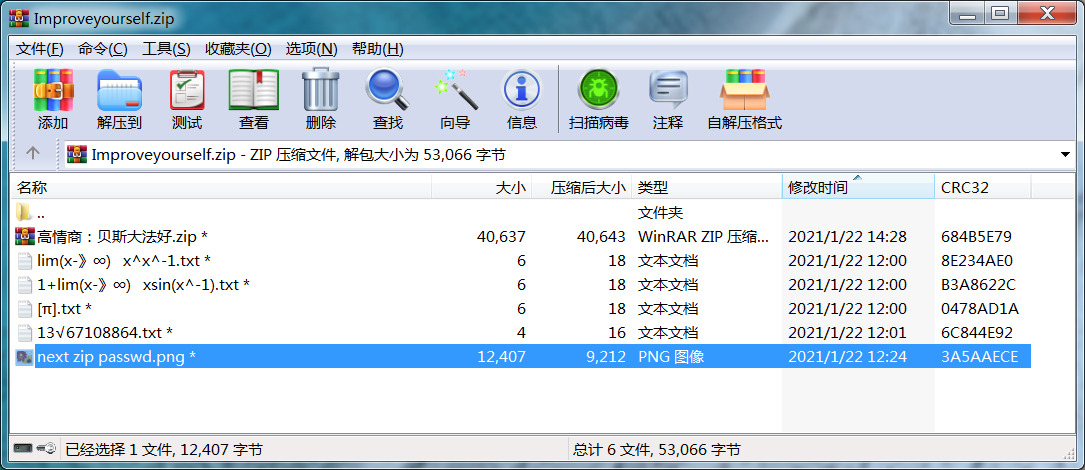 Improveyourself.zip
文件(F) 命令(C) 工具(S) 收藏夹(O) 选项(N) 帮助(H)
添加 解压到 测试 查看 删除 查找 向导 信息 扫描病毒 注释 自解压格式
Improveyourself.zip - ZIP 压缩文件, 解包大小为 53,066 字节
名称 大小 压缩后大小 类型 修改时间 CRC32
.. 文件夹
高情商：贝斯大法好.zip * 40,637 40,643 WinRAR ZIP 压缩... 2021/1/22 14:28 684B5E79
lim(x-》∞) x^x^-1.txt * 6 18 文本文档 2021/1/22 12:00 8E234AE0
1+lim(x-》∞) xsin(x^-1).txt * 6 18 文本文档 2021/1/22 12:00 B3A8622C
[π].txt * 6 18 文本文档 2021/1/22 12:00 0478AD1A
13√67108864.txt * 4 16 文本文档 2021/1/22 12:01 6C844E92
next zip passwd.png * 12,407 9,212 PNG 图像 2021/1/22 12:24 3A5AAECE
已经选择 1 文件, 12,407 字节 总计 6 文件, 53,066 字节